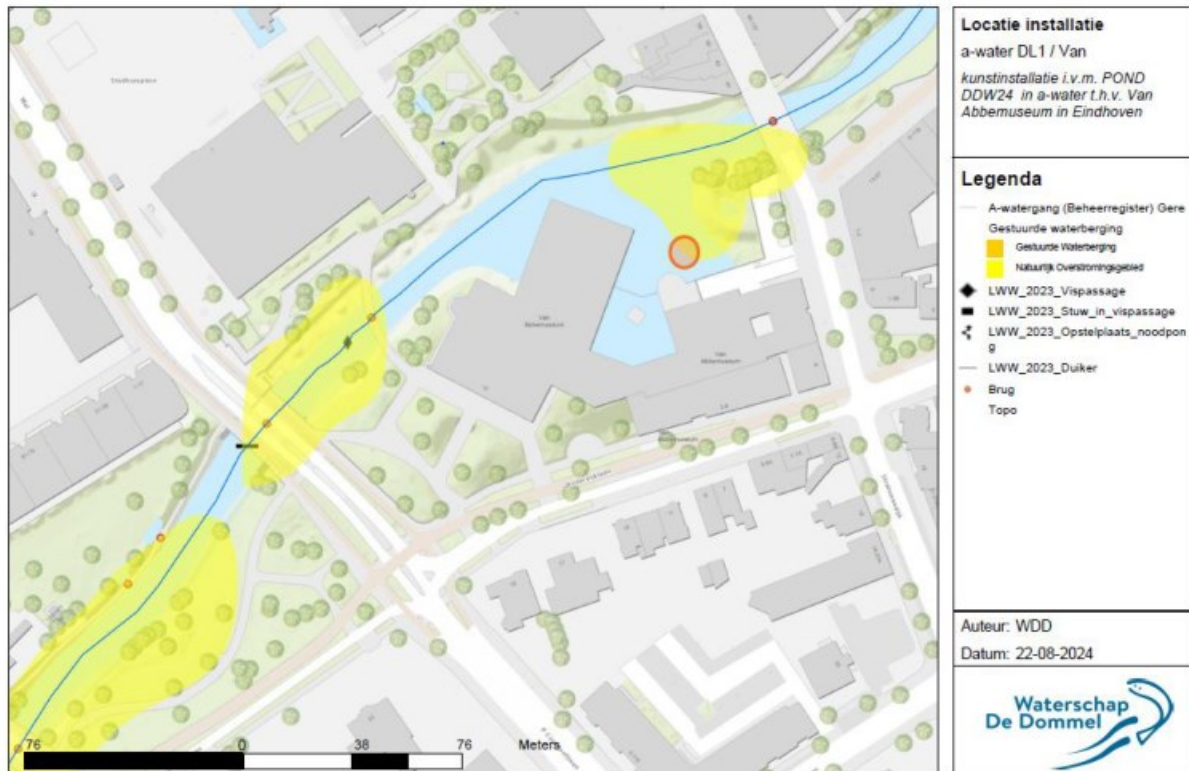 Locatie installatie
a-water DL1 / Van
kunstinstallatie i.v.m. POND
DDW24 in a-water t.h.v. Van
Abbemuseum in Eindhoven
Legenda
A-watergang (Beheerregister) Gere
Gestuurde waterberging
Gestuurde Waterberging
Natuurlijk Overstromingsgebied
LWW_2023_Vispassage
LWW_2023_Stuw_in_vispassage
LWW_2023_Opstelplaats_noodpon
g
LWW_2023_Duiker
Brug
Topo
Auteur: WDD
Datum: 22-08-2024
Waterschap
De Dommel
Van
Abbemuseum
Van
Abbemuseum
76 0 38 76 Meters